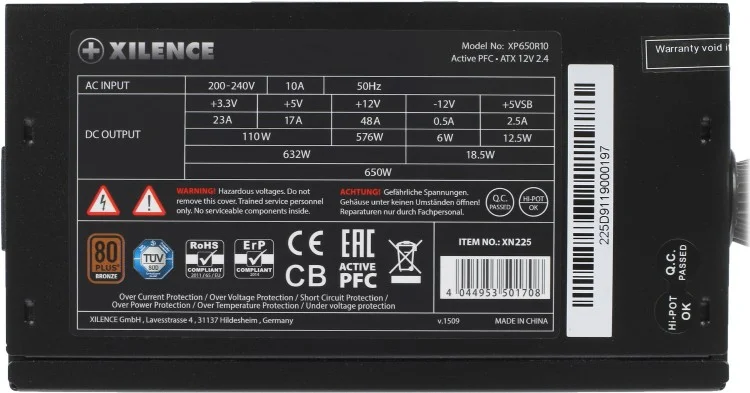 XILENCE
Model No: XP650R10
Active PFC • ATX 12V 2.4
Warranty void i
AC INPUT 200-240V 10A 50Hz
DC OUTPUT +3.3V +5V +12V -12V +5VSB
23A 17A 48A 0.5A 2.5A
110W 576W 6W 12.5W
632W 18.5W
650W
WARNING! Hazardous voltages. Do not
remove this cover. Trained service personnel
only. No serviceable components inside.
ACHTUNG! Gefährliche Spannungen.
Gehäuse unter keinen Umständen öffnen!
Reparaturen nur durch Fachpersonal.
Q.C.
PASSED
HI-POT
OK
80
PLUS
BRONZE
TÜV
RoHS
COMPLIANT
ErP
COMPLIANT
CE
CB
EAC
ACTIVE
PFC
ITEM NO.: XN225
4 044953 501708
Over Current Protection / Over Voltage Protection / Short Circuit Protection /
Over Power Protection / Over Temperature Protection / Under Voltage Protection
XILENCE GmbH , Lavesstrasse 4 , 31137 Hildesheim , Germany
v.1509
MADE IN CHINA
225D9119000197
Q.C.
PASSED
Hi-POT
OK